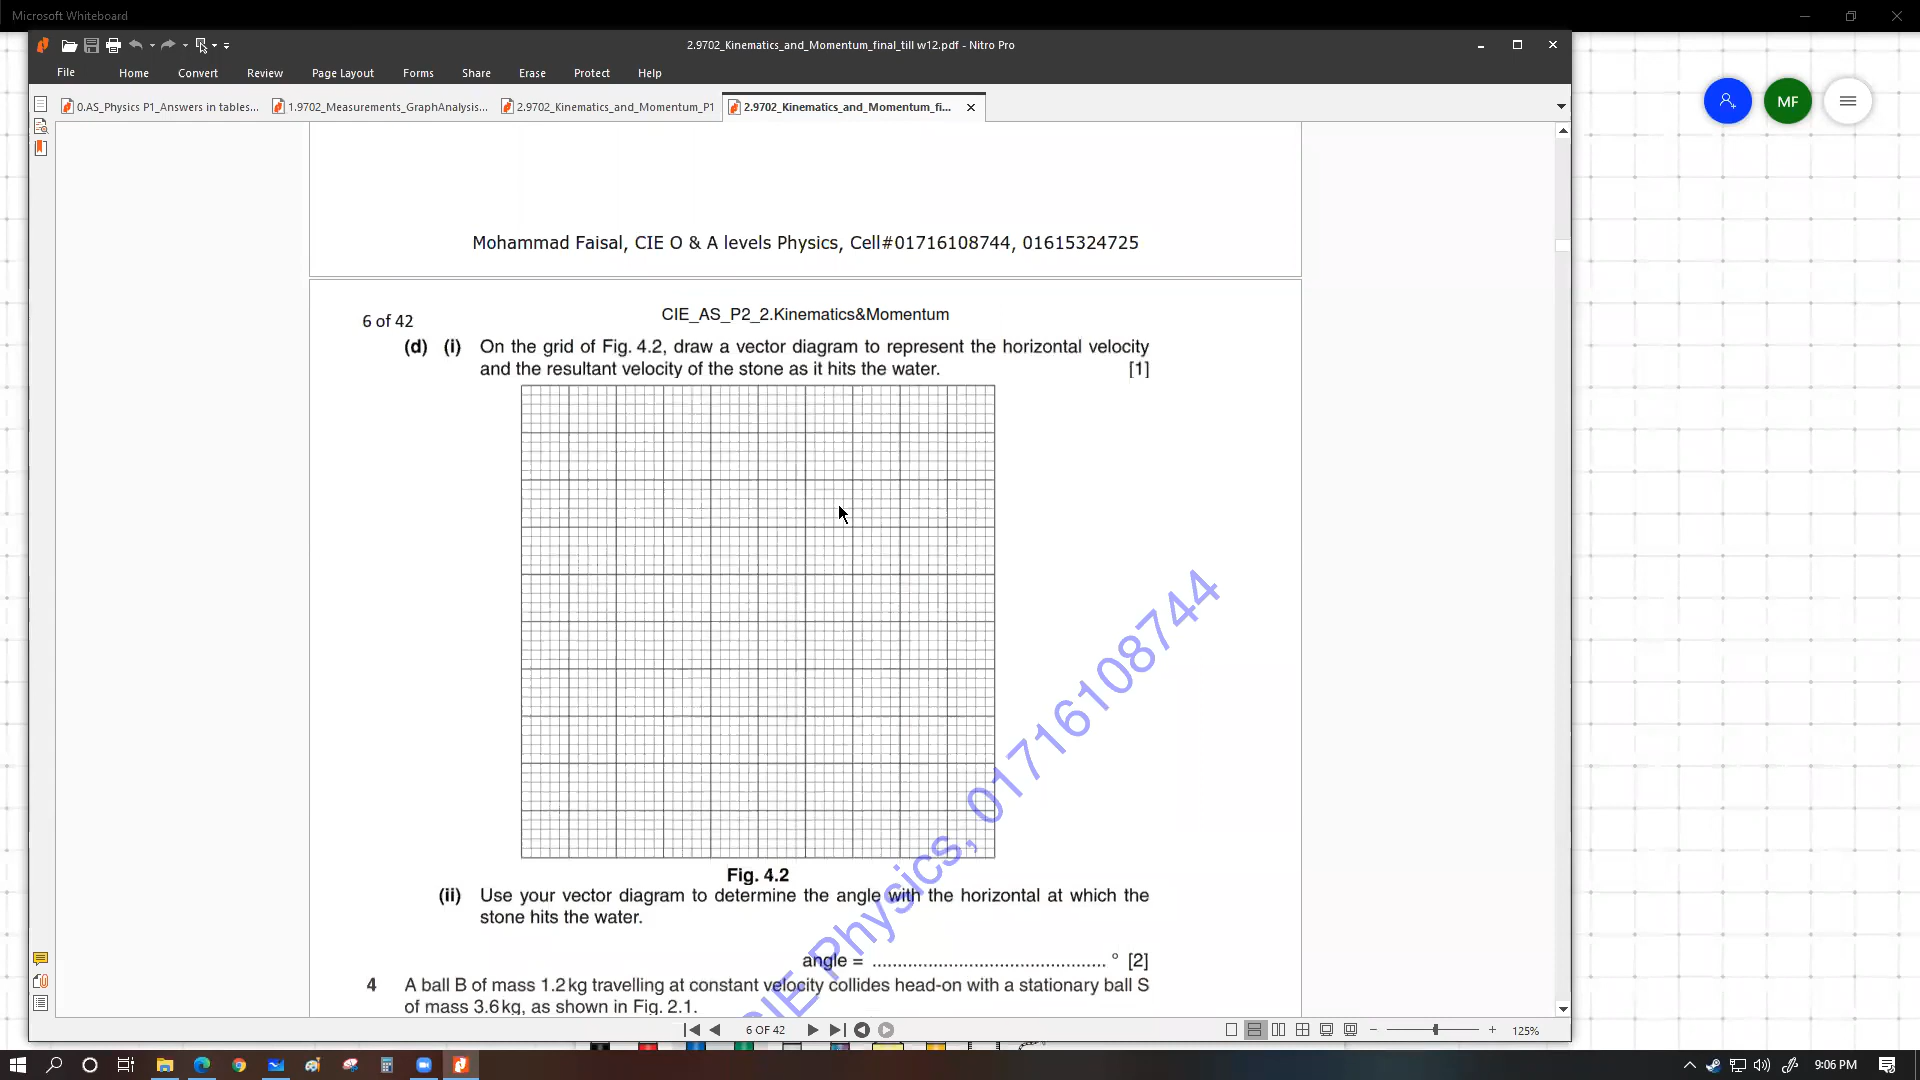 Microsoft Whiteboard
2.9702_Kinematics_and_Momentum_final_till w12.pdf - Nitro Pro
File Home Convert Review Page Layout Forms Share Erase Protect Help
0.AS_Physics P1_Answers in tables... 1.9702_Measurements_GraphAnalysis... 2.9702_Kinematics_and_Momentum_P1 2.9702_Kinematics_and_Momentum_fi...
MF
Mohammad Faisal, CIE O & A levels Physics, Cell#01716108744, 01615324725
CIE_AS_P2_2.Kinematics&Momentum
6 of 42
(d) (i) On the grid of Fig. 4.2, draw a vector diagram to represent the horizontal velocity
and the resultant velocity of the stone as it hits the water. [1]
Fig. 4.2
(ii) Use your vector diagram to determine the angle with the horizontal at which the
stone hits the water.
angle = .............................................. ° [2]
4 A ball B of mass 1.2 kg travelling at constant velocity collides head-on with a stationary ball S
of mass 3.6 kg, as shown in Fig. 2.1.
CIE Physics, 01716108744
6 OF 42
125%
9:06 PM